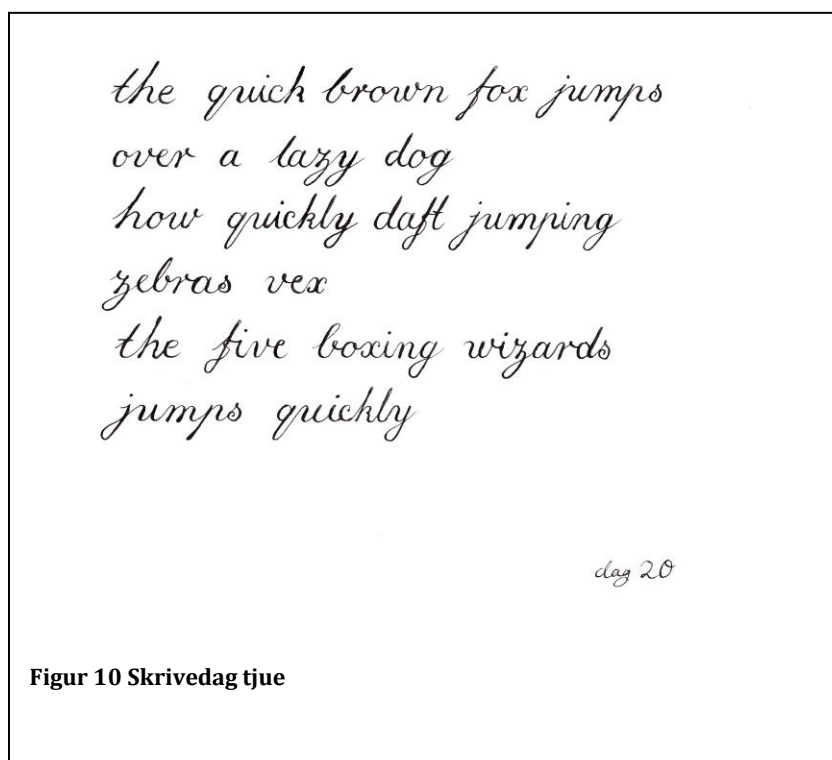 the quick brown fox jumps
over a lazy dog
how quickly daft jumping
zebras vex
the five boxing wizards
jumps quickly
dag 20
Figur 10 Skrivedag tjue